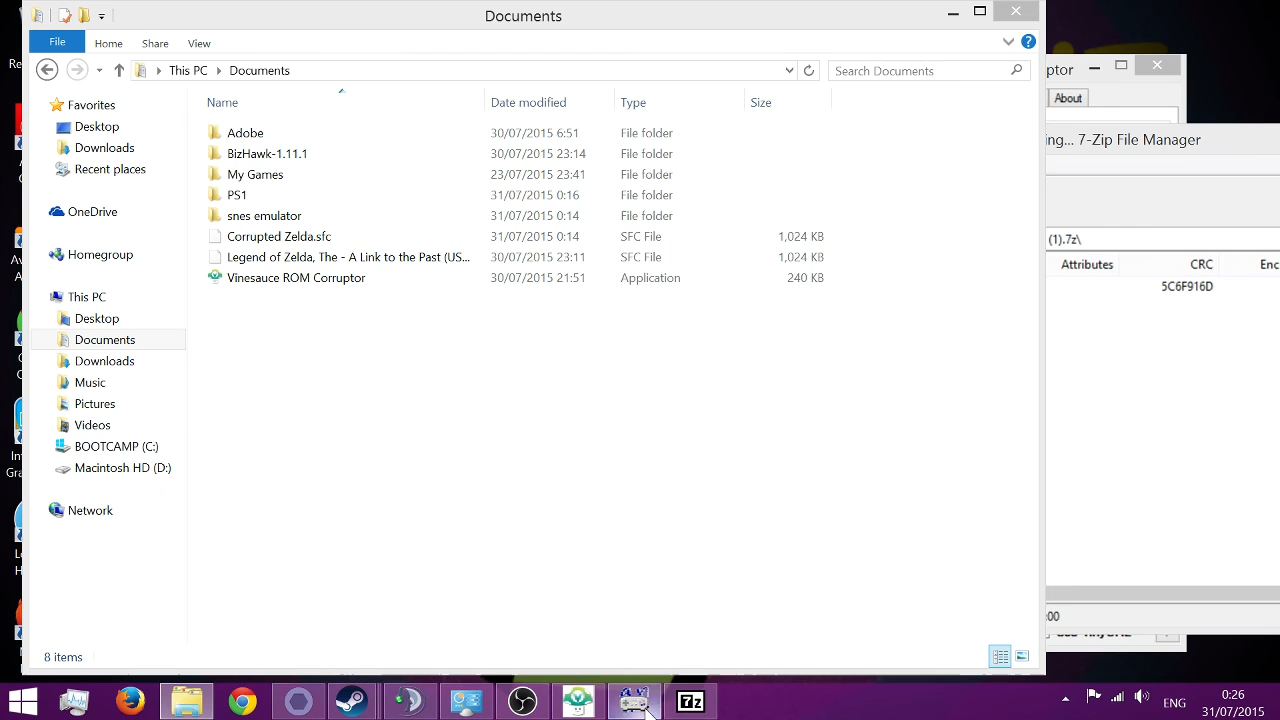 Documents
File Home Share View
This PC Documents Search Documents
Name Date modified Type Size
Favorites
Desktop
Downloads
Recent places
OneDrive
Homegroup
This PC
Desktop
Documents
Downloads
Music
Pictures
Videos
BOOTCAMP (C:)
Macintosh HD (D:)
Network
Adobe 30/07/2015 6:51 File folder
BizHawk-1.11.1 30/07/2015 23:14 File folder
My Games 23/07/2015 23:41 File folder
PS1 31/07/2015 0:16 File folder
snes emulator 31/07/2015 0:14 File folder
Corrupted Zelda.sfc 31/07/2015 0:14 SFC File 1,024 KB
Legend of Zelda, The - A Link to the Past (US... 30/07/2015 23:11 SFC File 1,024 KB
Vinesauce ROM Corruptor 30/07/2015 21:51 Application 240 KB
8 items
ptor
About
ing... 7-Zip File Manager
(1).7z\
Attributes CRC Enc
5C6F916D
:00
7z
ENG
0:26
31/07/2015